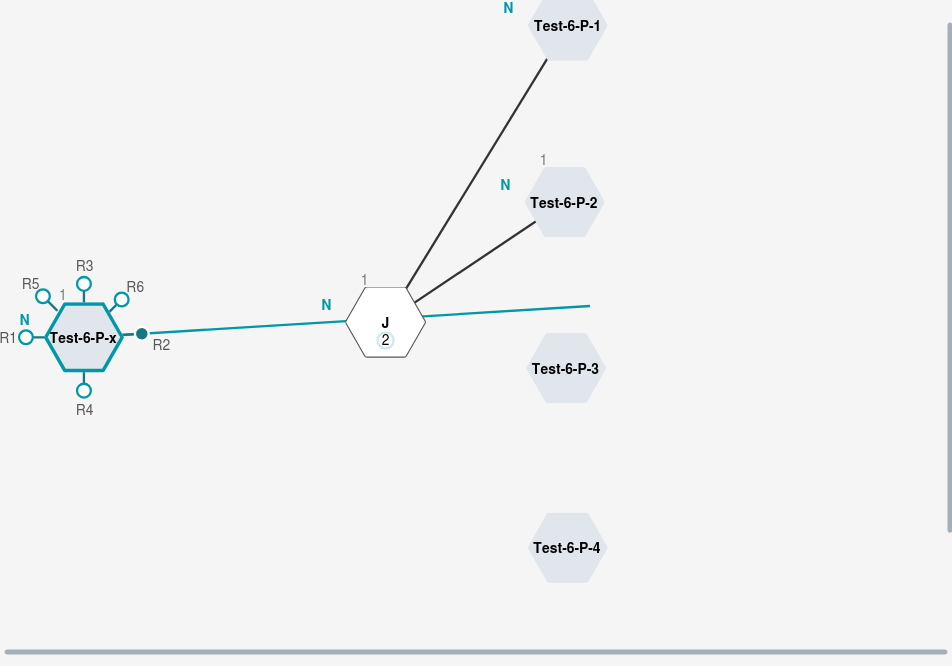 N
Test-6-P-1
1
N
Test-6-P-2
R3
R5
1
R6
N
R1
Test-6-P-x
R2
R4
1
N
J
2
Test-6-P-3
Test-6-P-4